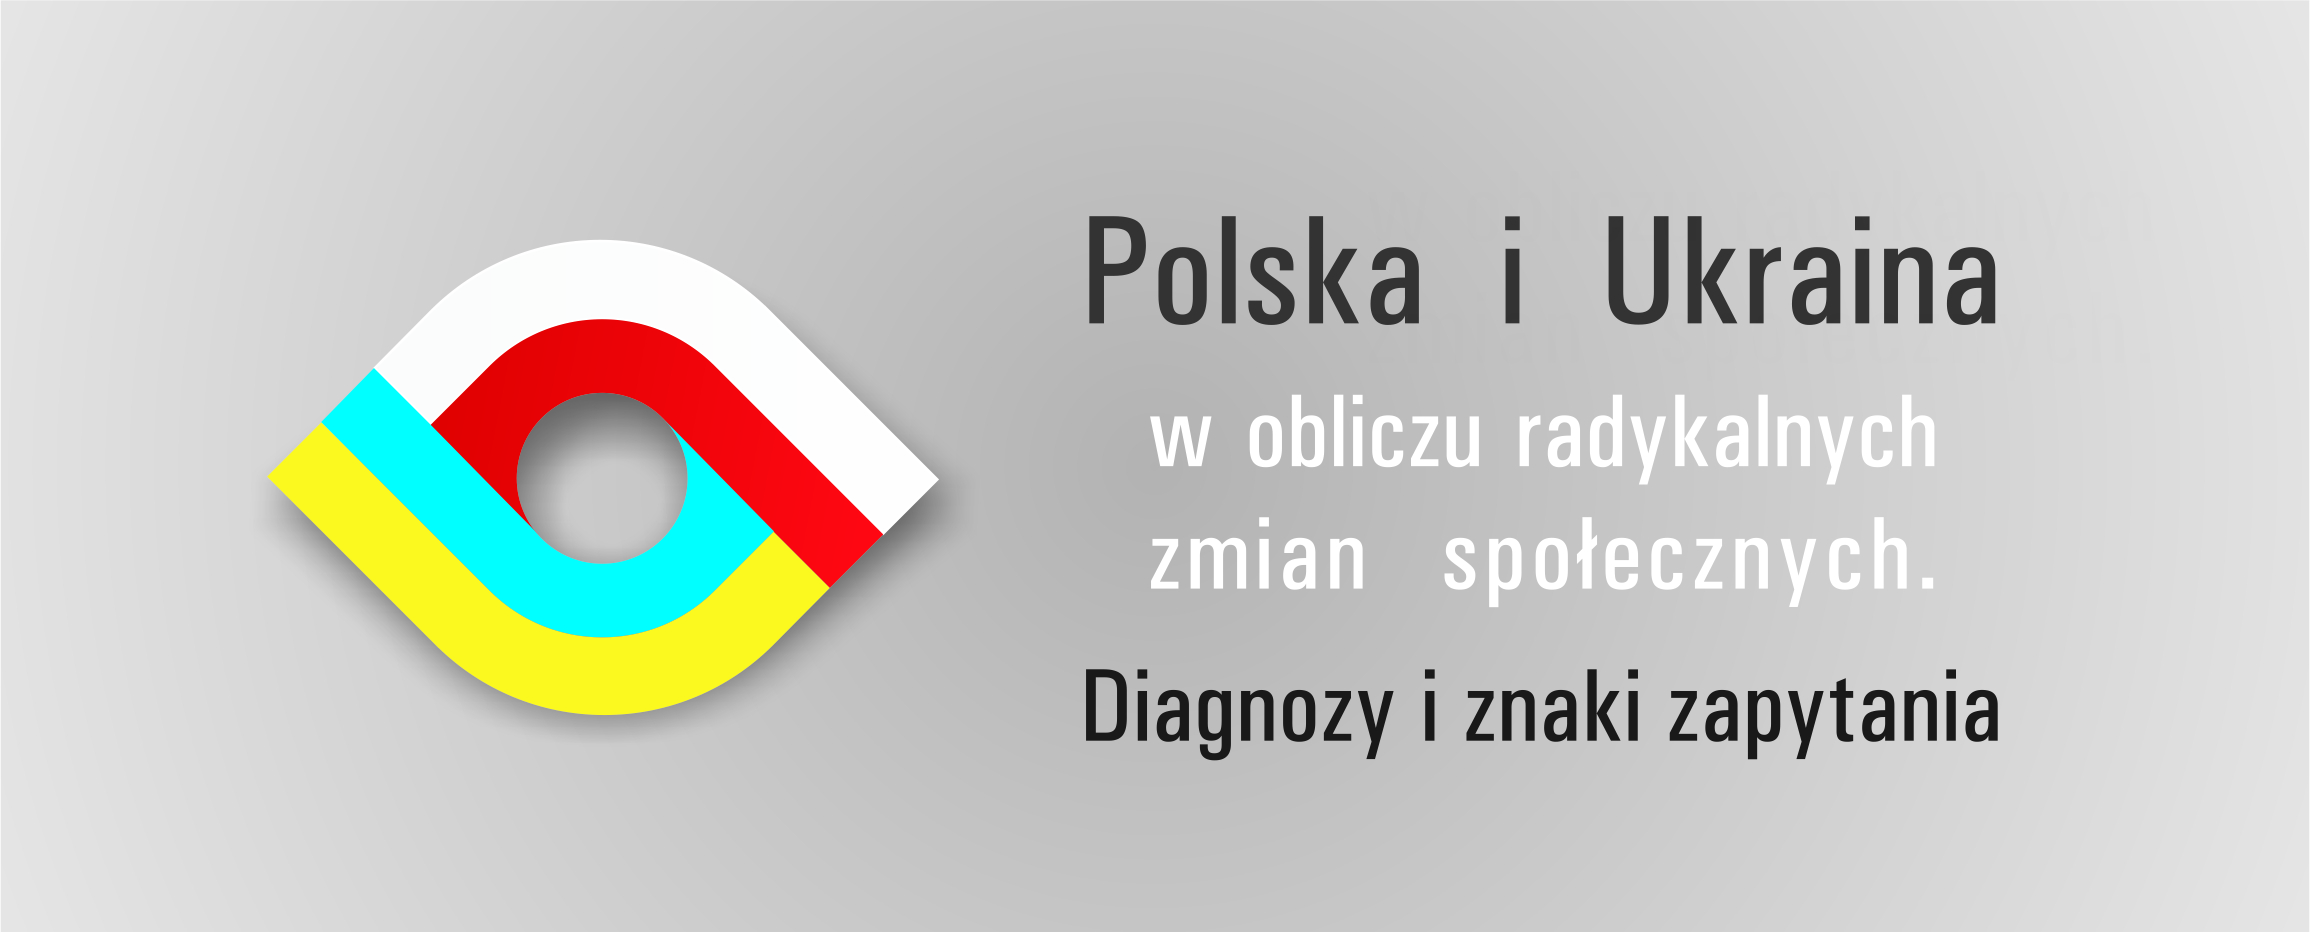 Polska i Ukraina
w obliczu radykalnych
zmian społecznych.
Diagnozy i znaki zapytania